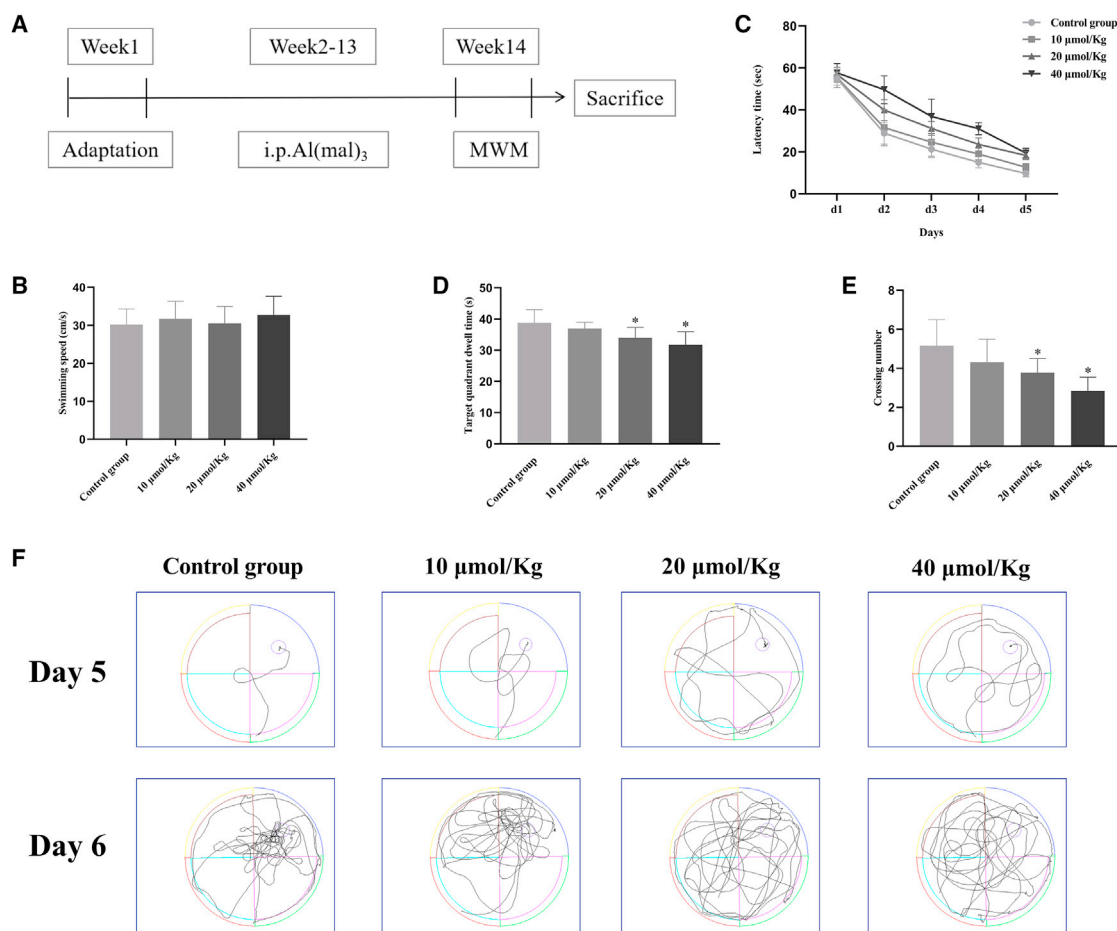 A
Week1
Week2-13
Week14
Sacrifice
Adaptation
i.p.Al(mal)₃
MWM
C
Control group
10 μmol/Kg
20 μmol/Kg
40 μmol/Kg
Latency time (sec)
80
60
40
20
0
d1
d2
d3
d4
d5
Days
B
Swimming speed (cm/s)
40
30
20
10
0
Control group
10 μmol/Kg
20 μmol/Kg
40 μmol/Kg
D
Target quadrant dwell time (s)
50
40
30
20
10
0
*
*
Control group
10 μmol/Kg
20 μmol/Kg
40 μmol/Kg
E
Crossing number
8
6
4
2
0
*
*
Control group
10 μmol/Kg
20 μmol/Kg
40 μmol/Kg
F
Control group
10 μmol/Kg
20 μmol/Kg
40 μmol/Kg
Day 5
Day 6